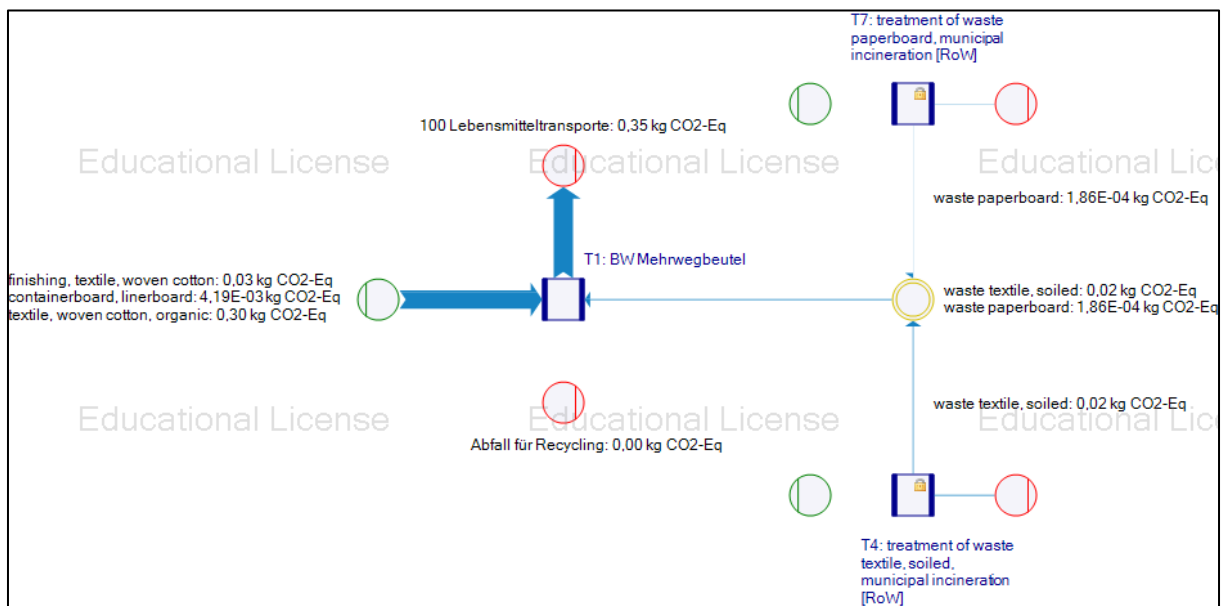 T7: treatment of waste
paperboard, municipal
incineration [RoW]
100 Lebensmitteltransporte: 0,35 kg CO2-Eq
Educational License
Educational License
Educational Lic
waste paperboard: 1,86E-04 kg CO2-Eq
T1: BW Mehrwegbeutel
finishing, textile, woven cotton: 0,03 kg CO2-Eq
containerboard, linerboard: 4,19E-03 kg CO2-Eq
textile, woven cotton, organic: 0,30 kg CO2-Eq
waste textile, soiled: 0,02 kg CO2-Eq
waste paperboard: 1,86E-04 kg CO2-Eq
waste textile, soiled: 0,02 kg CO2-Eq
Educational License
Educational License
Educational Lic
Abfall für Recycling: 0,00 kg CO2-Eq
T4: treatment of waste
textile, soiled,
municipal incineration
[RoW]